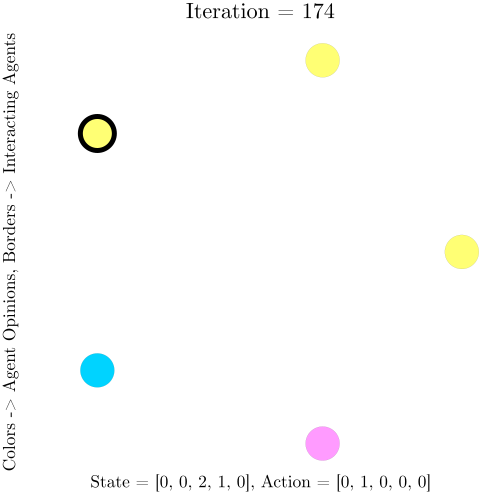 Iteration = 174
Colors -> Agent Opinions, Borders -> Interacting Agents
State = [0, 0, 2, 1, 0], Action = [0, 1, 0, 0, 0]